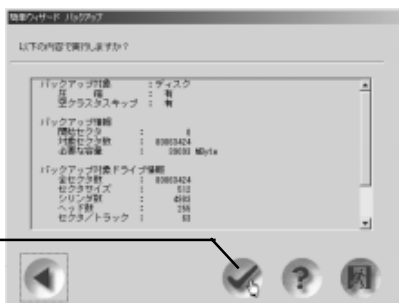 簡単ウィザード バックアップ
以下の内容で実行しますか?
バックアップ対象 : ディスク
圧 縮 : 有
空クラスタスキップ : 有
バックアップ情報
開始セクタ : 0
対象セクタ数 :
必要な容量 : MByte
バックアップ対象ドライブ情報
全セクタ数 :
セクタサイズ : 512
シリンダ数 :
ヘッド数 : 255
セクタ/トラック : 63